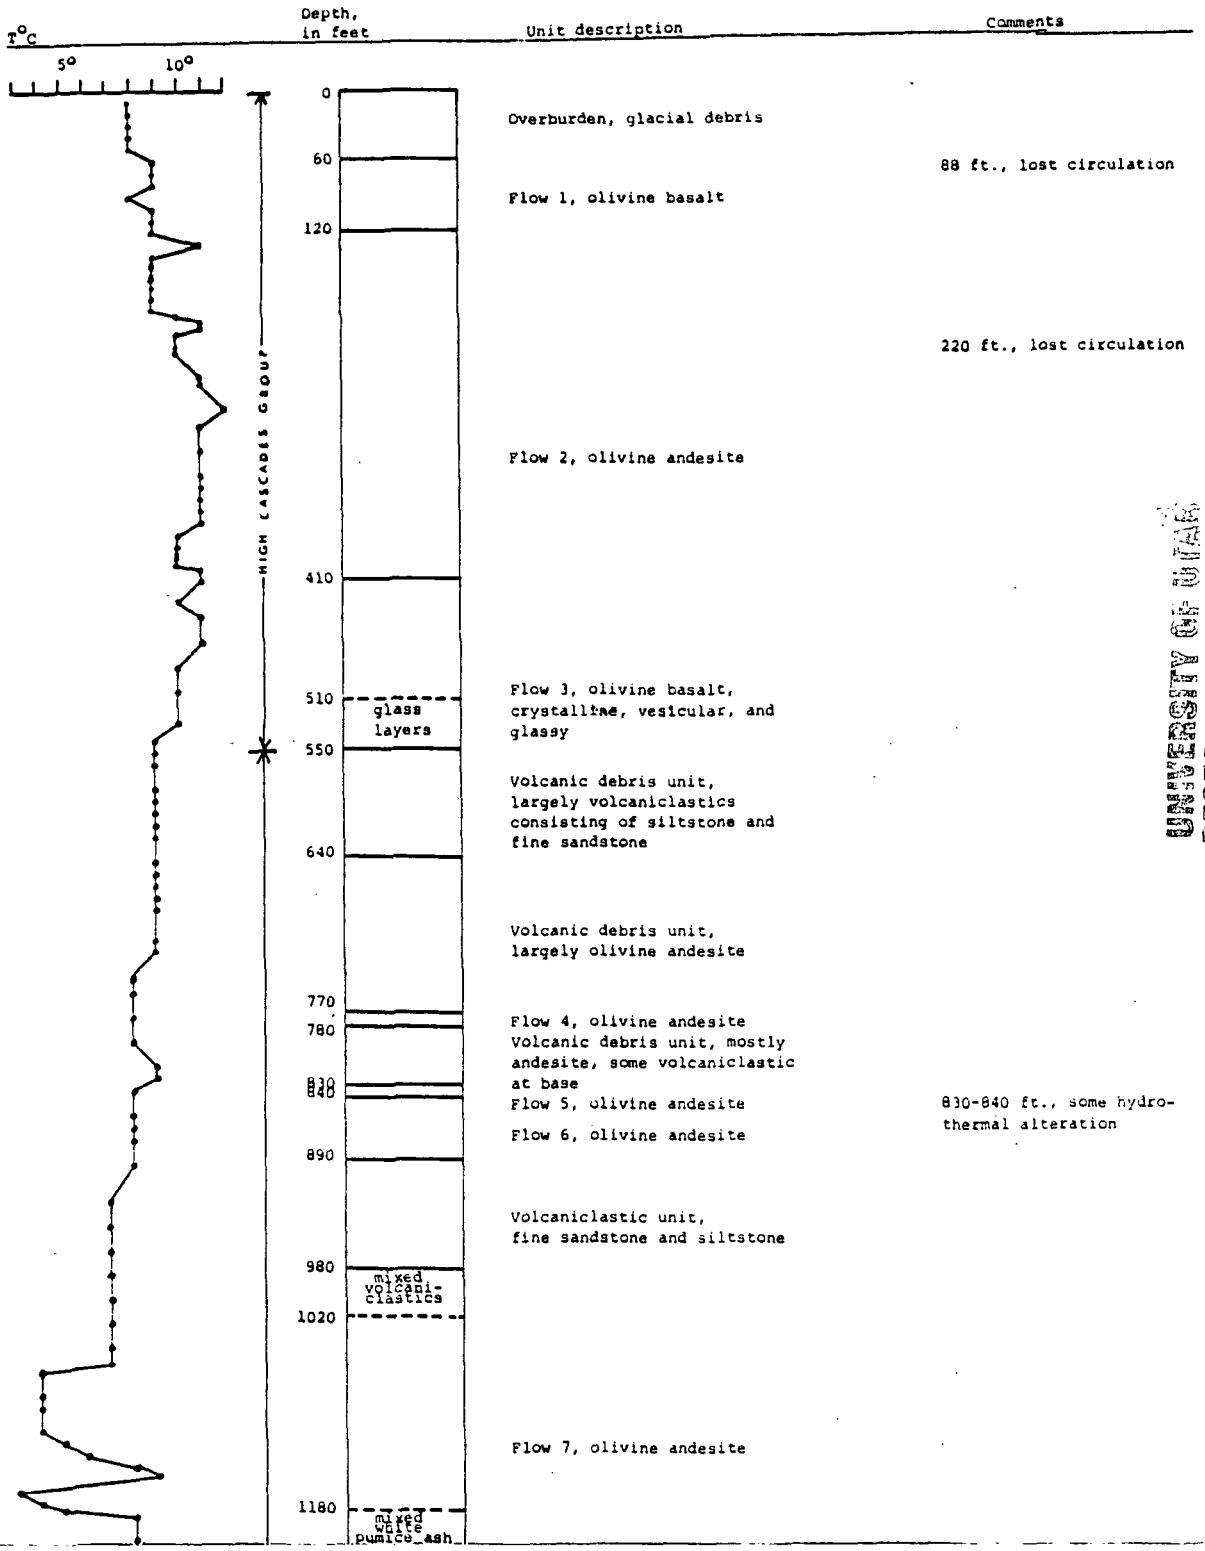 T°C
Depth,
in feet
Unit description
Comments
5°
10°
0
Overburden, glacial debris
60
88 ft., lost circulation
Flow 1, olivine basalt
120
220 ft., lost circulation
HIGH CASCADES GROUP
Flow 2, olivine andesite
410
510
glass
layers
Flow 3, olivine basalt,
crystalline, vesicular, and
glassy
550
Volcanic debris unit,
largely volcaniclastics
consisting of siltstone and
fine sandstone
640
Volcanic debris unit,
largely olivine andesite
770
Flow 4, olivine andesite
780
Volcanic debris unit, mostly
andesite, some volcaniclastic
at base
830
840
Flow 5, olivine andesite
830-840 ft., some hydro-
thermal alteration
Flow 6, olivine andesite
890
Volcaniclastic unit,
fine sandstone and siltstone
980
mixed
volcani-
clastics
1020
Flow 7, olivine andesite
1180
mixed
white
pumice ash
UNIVERSITY OF UTAH